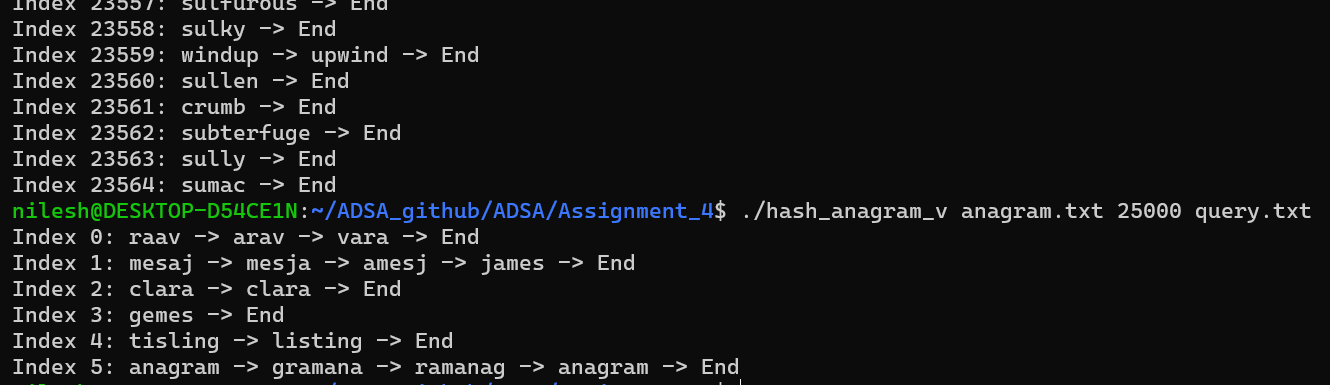 Index 23557: sulfurous -> End
Index 23558: sulky -> End
Index 23559: windup -> upwind -> End
Index 23560: sullen -> End
Index 23561: crumb -> End
Index 23562: subterfuge -> End
Index 23563: sully -> End
Index 23564: sumac -> End
nilesh@DESKTOP-D54CE1N:~/ADSA_github/ADSA/Assignment_4$ ./hash_anagram_v anagram.txt 25000 query.txt
Index 0: raav -> arav -> vara -> End
Index 1: mesaj -> mesja -> amesj -> james -> End
Index 2: clara -> clara -> End
Index 3: gemes -> End
Index 4: tisling -> listing -> End
Index 5: anagram -> gramana -> ramanag -> anagram -> End